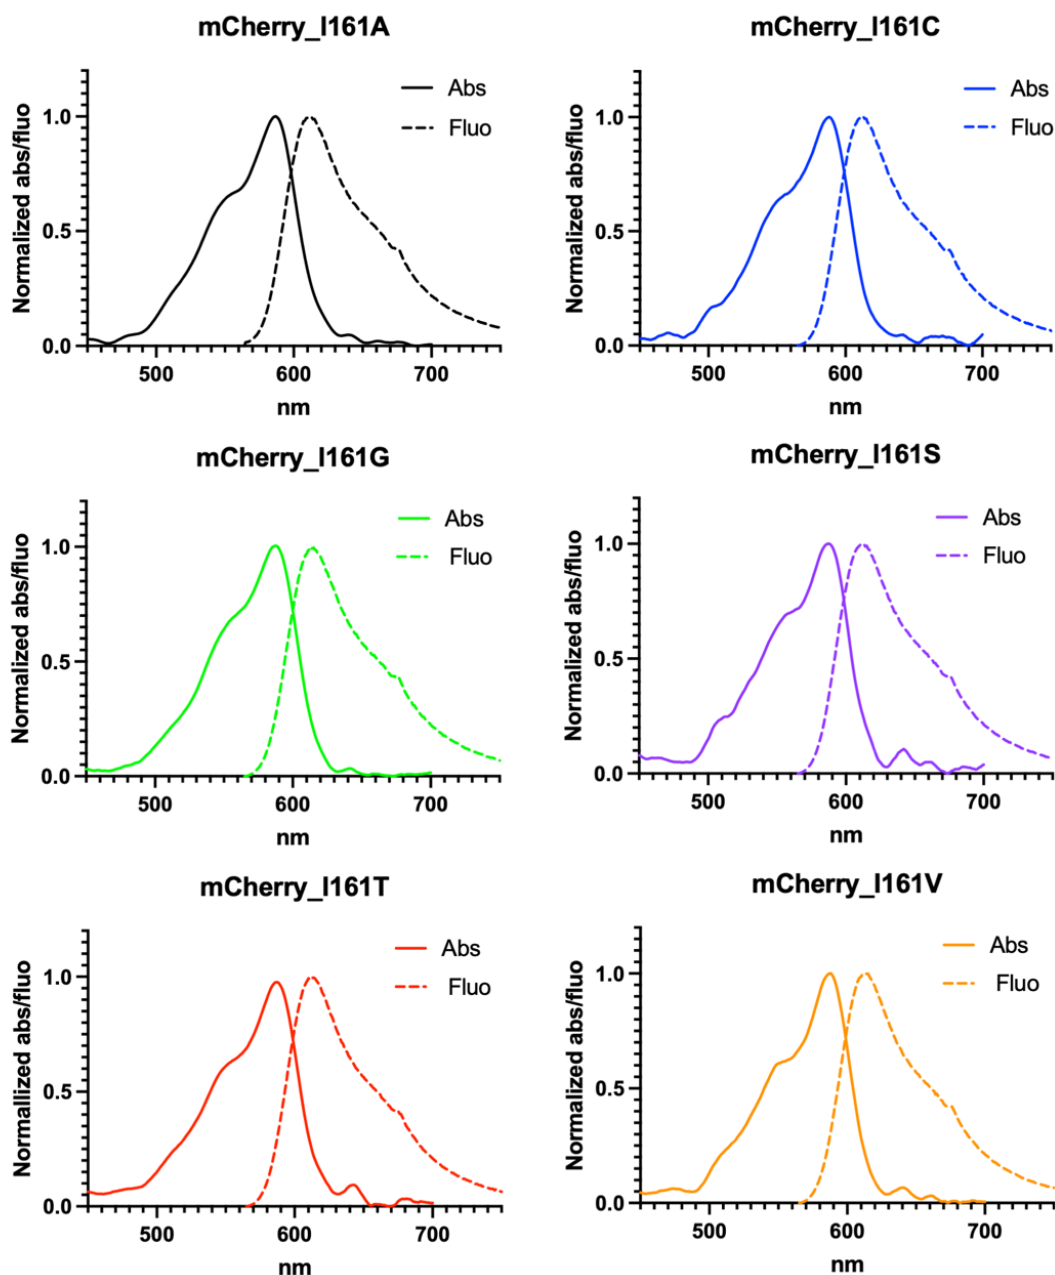 mCherry_I161A
Abs
Fluo
Normalized abs/fluo
1.0
0.5
0.0
500
600
700
nm
mCherry_I161C
Abs
Fluo
Normalized abs/fluo
1.0
0.5
0.0
500
600
700
nm
mCherry_I161G
Abs
Fluo
Normalized abs/fluo
1.0
0.5
0.0
500
600
700
nm
mCherry_I161S
Abs
Fluo
Normalized abs/fluo
1.0
0.5
0.0
500
600
700
nm
mCherry_I161T
Abs
Fluo
Normallized abs/fluo
1.0
0.5
0.0
500
600
700
nm
mCherry_I161V
Abs
Fluo
Normalized abs/fluo
1.0
0.5
0.0
500
600
700
nm